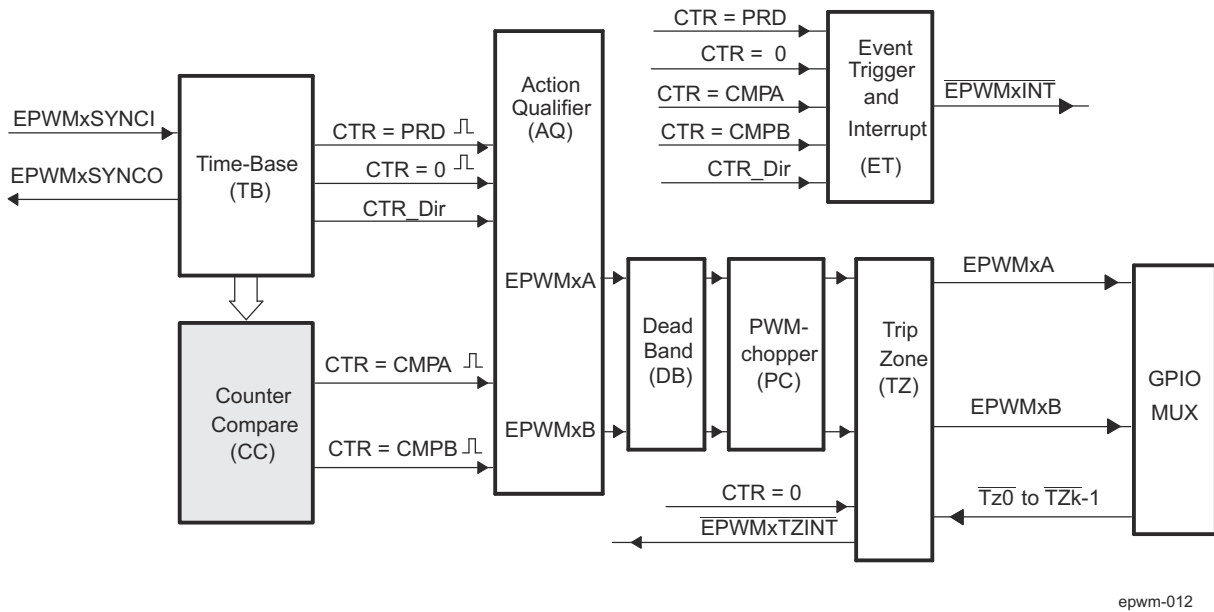 EPWMxSYNCI
EPWMxSYNCO
Time-Base
(TB)
CTR = PRD
CTR = 0
CTR_Dir
Counter
Compare
(CC)
CTR = CMPA
CTR = CMPB
Action
Qualifier
(AQ)
EPWMxA
EPWMxB
CTR = PRD
CTR = 0
CTR = CMPA
CTR = CMPB
CTR_Dir
Event
Trigger
and
Interrupt
(ET)
EPWMxINT
Dead
Band
(DB)
PWM-
chopper
(PC)
Trip
Zone
(TZ)
CTR = 0
EPWMxTZINT
EPWMxA
EPWMxB
Tz0 to TZk-1
GPIO
MUX
epwm-012